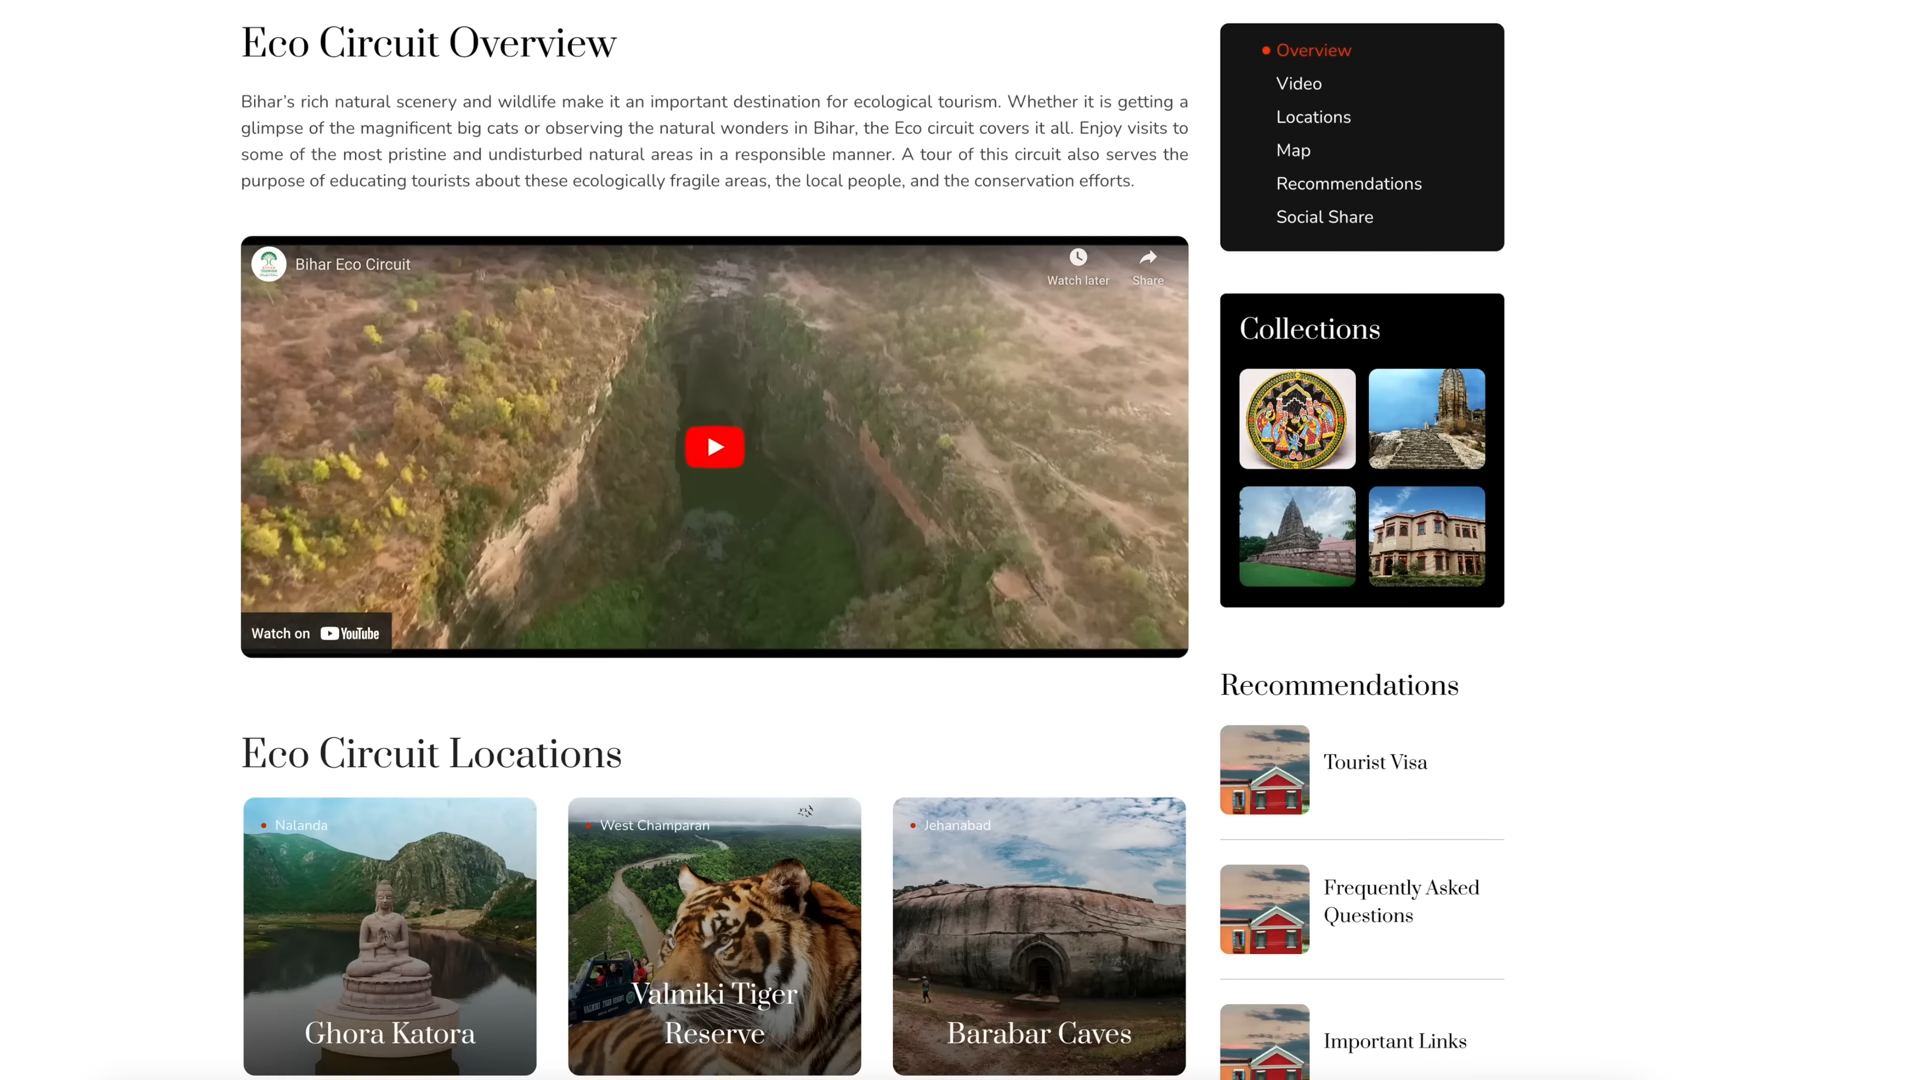 Eco Circuit Overview
Bihar’s rich natural scenery and wildlife make it an important destination for ecological tourism. Whether it is getting a
glimpse of the magnificent big cats or observing the natural wonders in Bihar, the Eco circuit covers it all. Enjoy visits to
some of the most pristine and undisturbed natural areas in a responsible manner. A tour of this circuit also serves the
purpose of educating tourists about these ecologically fragile areas, the local people, and the conservation efforts.
Bihar Eco Circuit
Watch later
Share
Watch on YouTube
Eco Circuit Locations
Nalanda
Ghora Katora
West Champaran
Valmiki Tiger
Reserve
Jehanabad
Barabar Caves
Overview
Video
Locations
Map
Recommendations
Social Share
Collections
Recommendations
Tourist Visa
Frequently Asked
Questions
Important Links